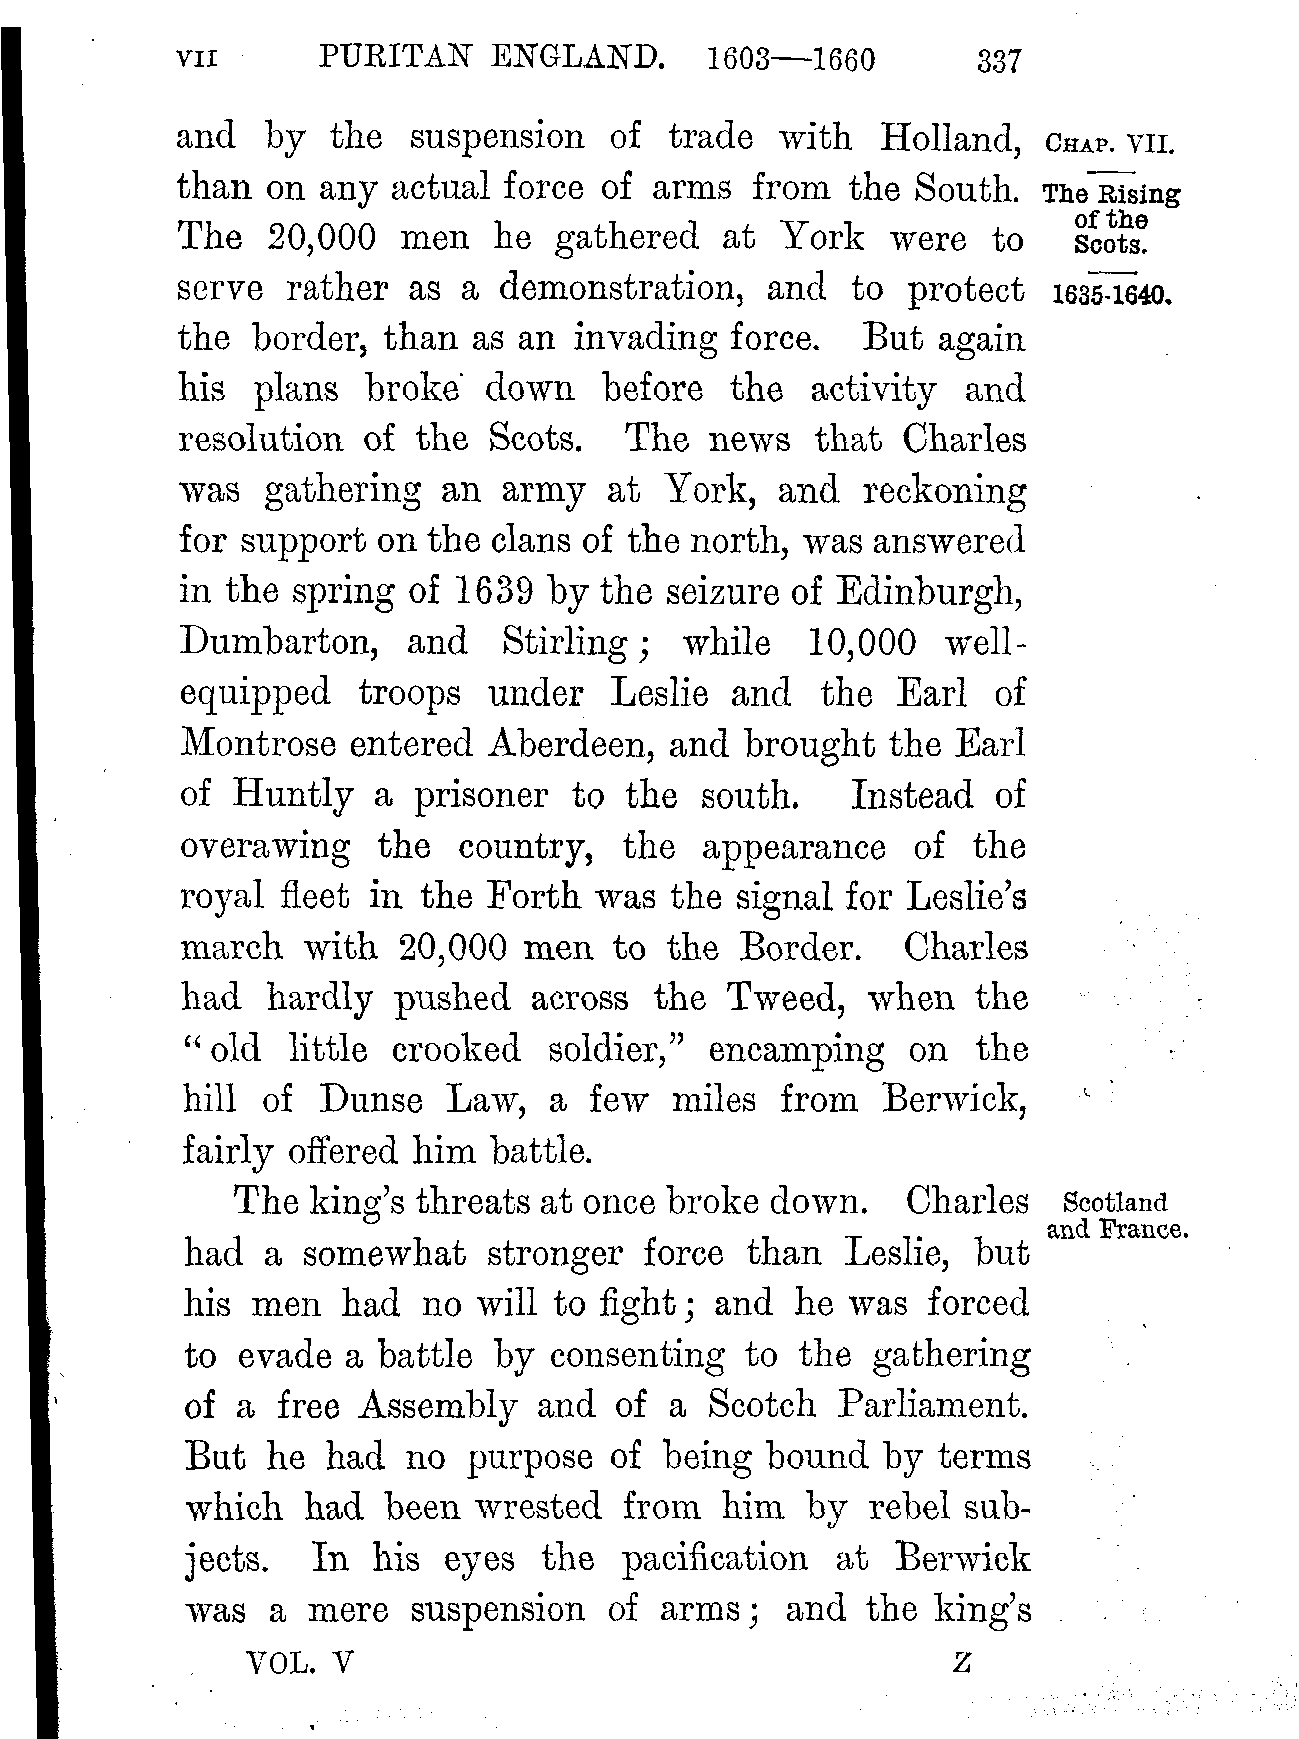 VII PURITAN ENGLAND. 1603—1660 337
and by the suspension of trade with Holland,
than on any actual force of arms from the South.
The 20,000 men he gathered at York were to
serve rather as a demonstration, and to protect
the border, than as an invading force. But again
his plans broke down before the activity and
resolution of the Scots. The news that Charles
was gathering an army at York, and reckoning
for support on the clans of the north, was answered
in the spring of 1639 by the seizure of Edinburgh,
Dumbarton, and Stirling; while 10,000 well-
equipped troops under Leslie and the Earl of
Montrose entered Aberdeen, and brought the Earl
of Huntly a prisoner to the south. Instead of
overawing the country, the appearance of the
royal fleet in the Forth was the signal for Leslie's
march with 20,000 men to the Border. Charles
had hardly pushed across the Tweed, when the
"old little crooked soldier," encamping on the
hill of Dunse Law, a few miles from Berwick,
fairly offered him battle.
The king's threats at once broke down. Charles
had a somewhat stronger force than Leslie, but
his men had no will to fight; and he was forced
to evade a battle by consenting to the gathering
of a free Assembly and of a Scotch Parliament.
But he had no purpose of being bound by terms
which had been wrested from him by rebel sub-
jects. In his eyes the pacification at Berwick
was a mere suspension of arms; and the king's
CHAP. VII.
The Rising
of the
Scots.
1635-1640.
Scotland
and France.
VOL. V Z